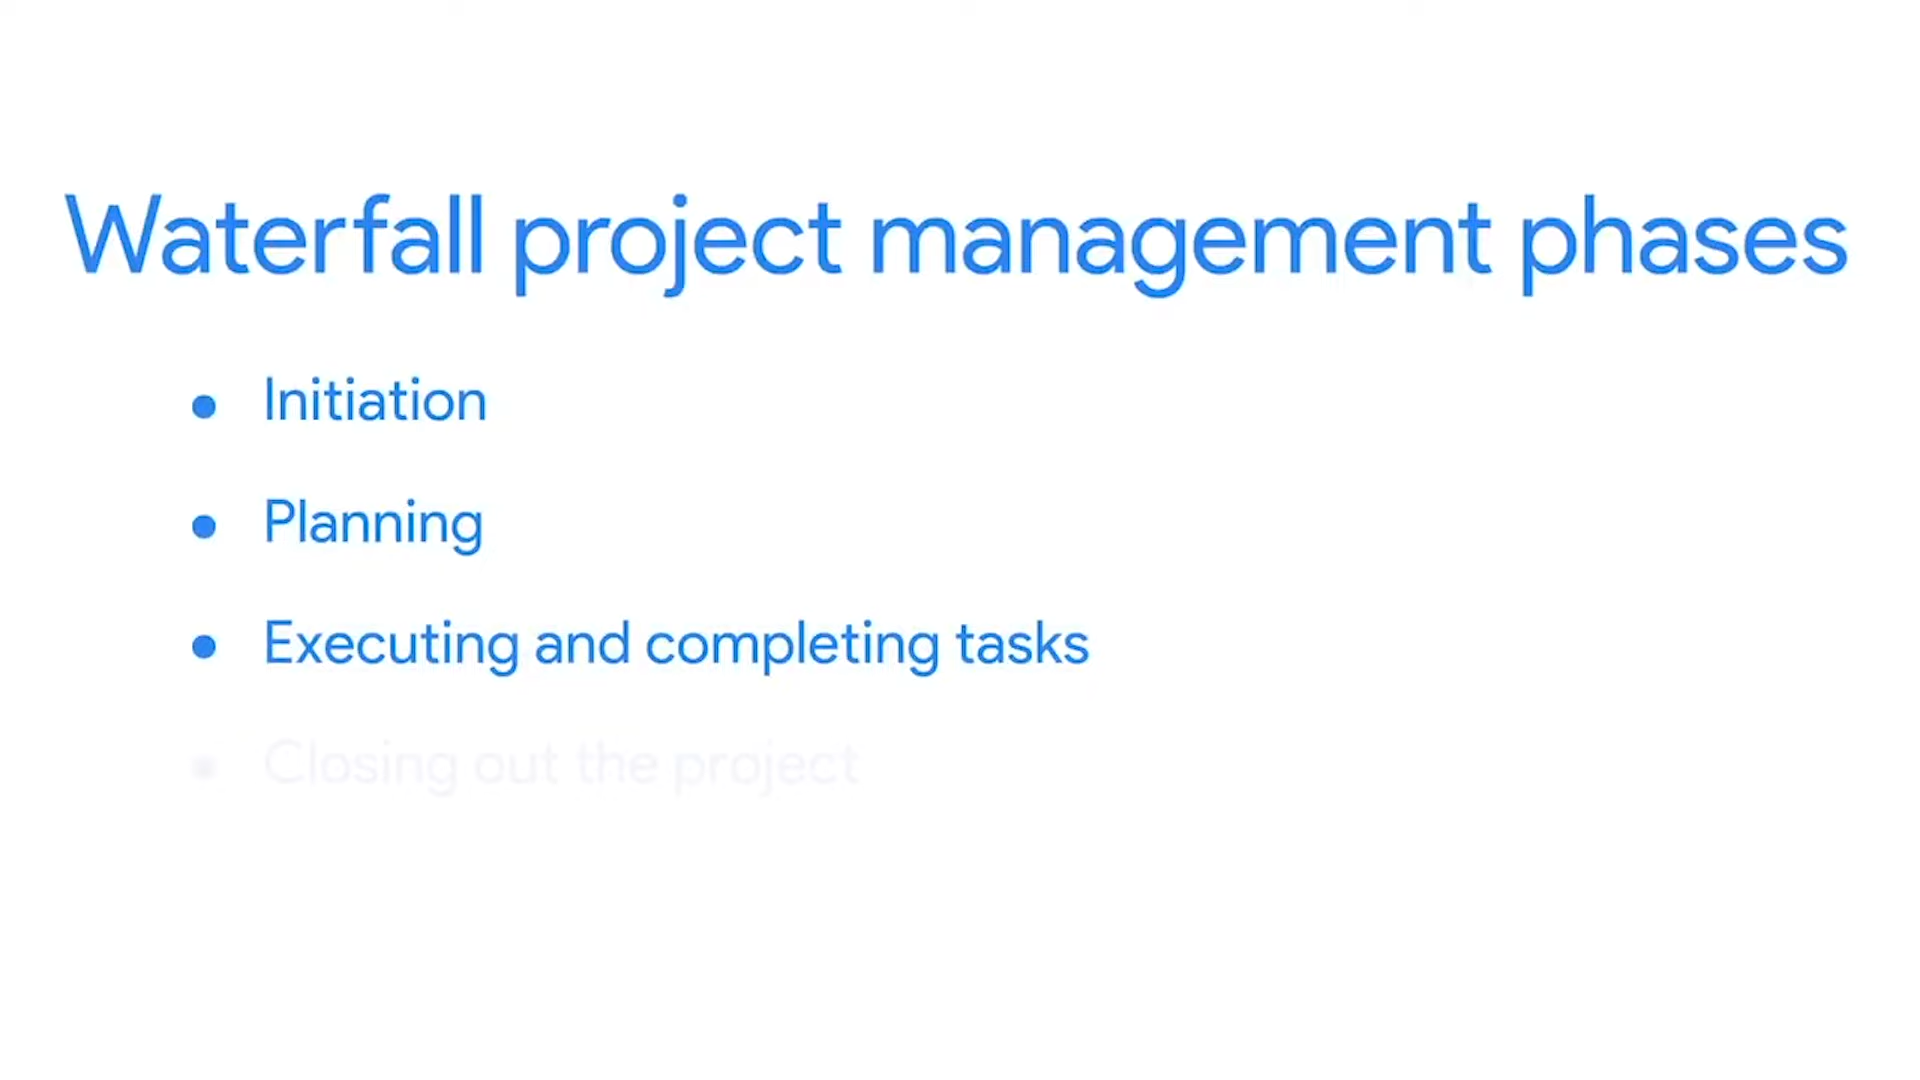 Waterfall project management phases
• Initiation
• Planning
• Executing and completing tasks
• Closing out the project